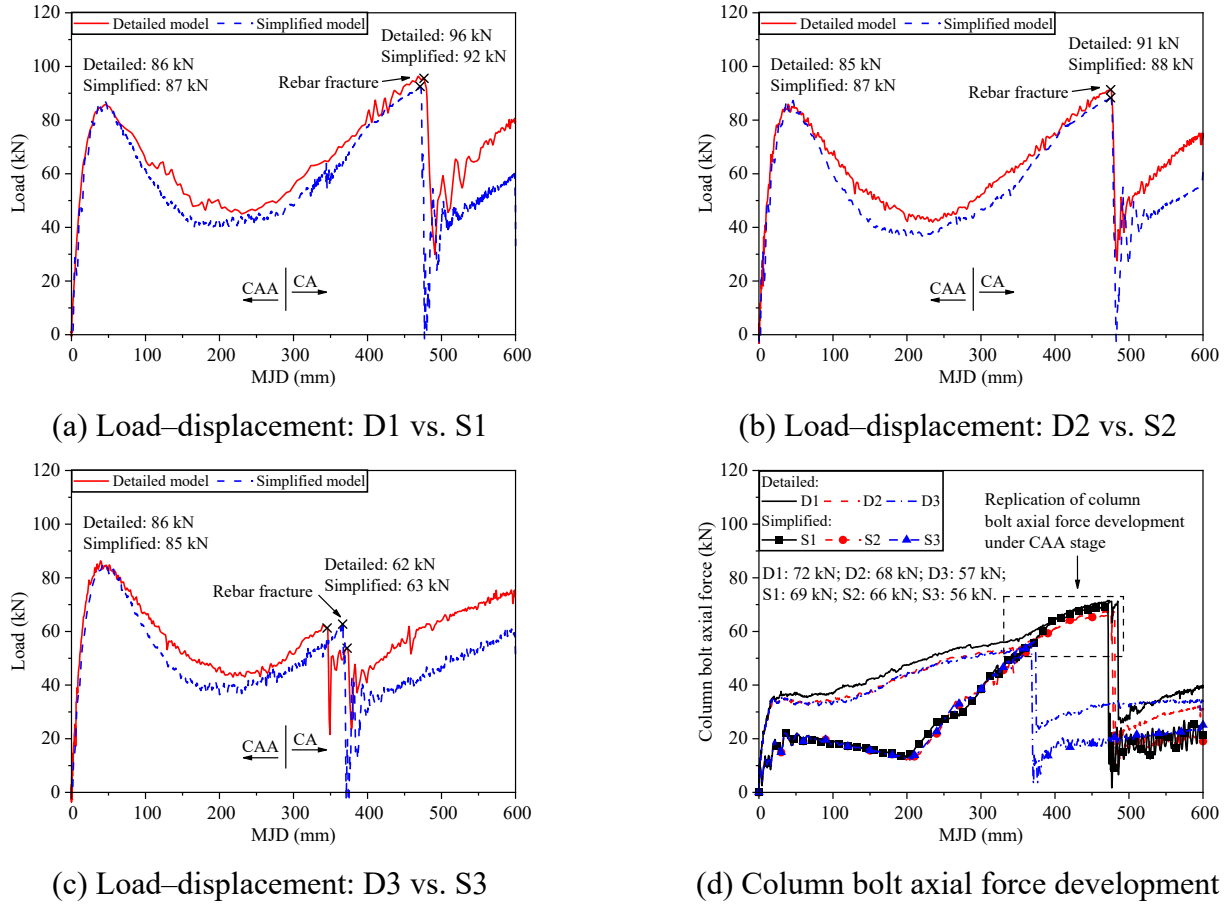 Detailed model Simplified model
Detailed: 86 kN
Simplified: 87 kN
Detailed: 96 kN
Simplified: 92 kN
Rebar fracture
CAA CA
Load (kN)
120
100
80
60
40
20
0
0 100 200 300 400 500 600
MJD (mm)
(a) Load–displacement: D1 vs. S1
Detailed model Simplified model
Detailed: 85 kN
Simplified: 87 kN
Detailed: 91 kN
Simplified: 88 kN
Rebar fracture
CAA CA
Load (kN)
120
100
80
60
40
20
0
0 100 200 300 400 500 600
MJD (mm)
(b) Load–displacement: D2 vs. S2
Detailed model Simplified model
Detailed: 86 kN
Simplified: 85 kN
Detailed: 62 kN
Simplified: 63 kN
Rebar fracture
CAA CA
Load (kN)
120
100
80
60
40
20
0
0 100 200 300 400 500 600
MJD (mm)
(c) Load–displacement: D3 vs. S3
Detailed:
D1 D2 D3
Simplified:
S1 S2 S3
Replication of column
bolt axial force development
under CAA stage
D1: 72 kN; D2: 68 kN; D3: 57 kN;
S1: 69 kN; S2: 66 kN; S3: 56 kN.
Column bolt axial force (kN)
120
100
80
60
40
20
0
0 100 200 300 400 500 600
MJD (mm)
(d) Column bolt axial force development